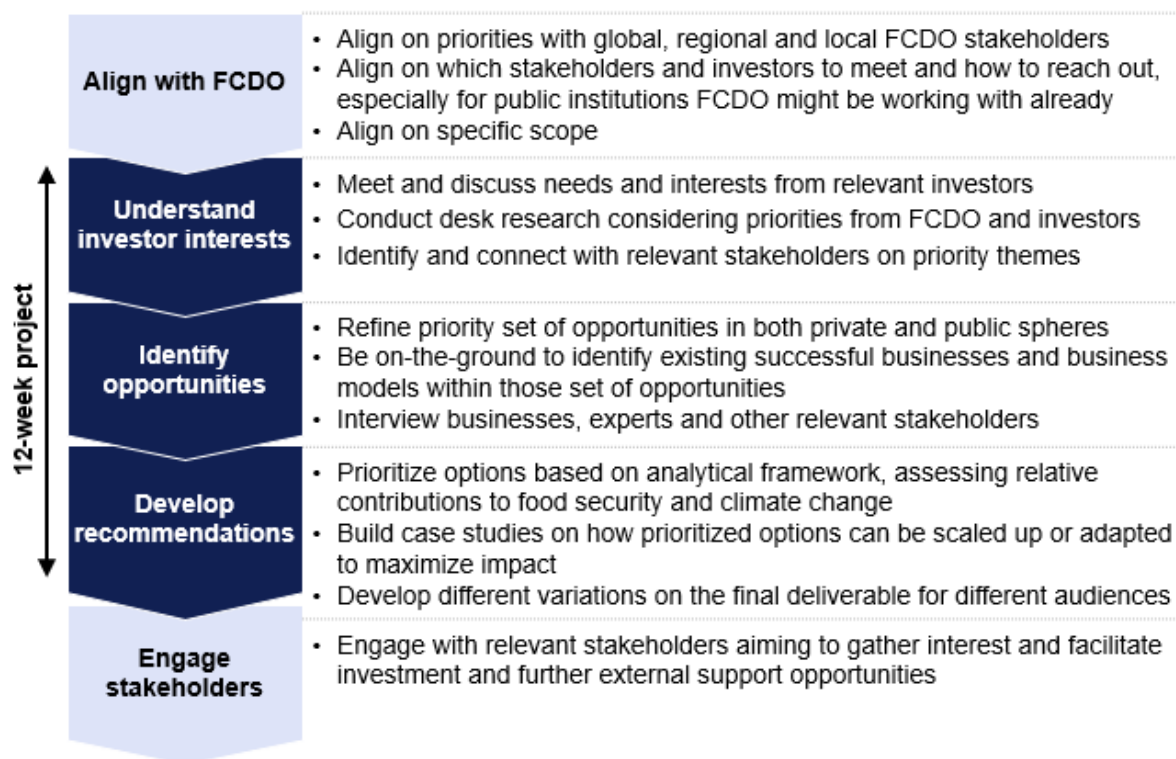 Align with FCDO
• Align on priorities with global, regional and local FCDO stakeholders
• Align on which stakeholders and investors to meet and how to reach out,
especially for public institutions FCDO might be working with already
• Align on specific scope
12-week project
Understand
investor interests
• Meet and discuss needs and interests from relevant investors
• Conduct desk research considering priorities from FCDO and investors
• Identify and connect with relevant stakeholders on priority themes
Identify
opportunities
• Refine priority set of opportunities in both private and public spheres
• Be on-the-ground to identify existing successful businesses and business
models within those set of opportunities
• Interview businesses, experts and other relevant stakeholders
Develop
recommendations
• Prioritize options based on analytical framework, assessing relative
contributions to food security and climate change
• Build case studies on how prioritized options can be scaled up or adapted
to maximize impact
• Develop different variations on the final deliverable for different audiences
Engage
stakeholders
• Engage with relevant stakeholders aiming to gather interest and facilitate
investment and further external support opportunities